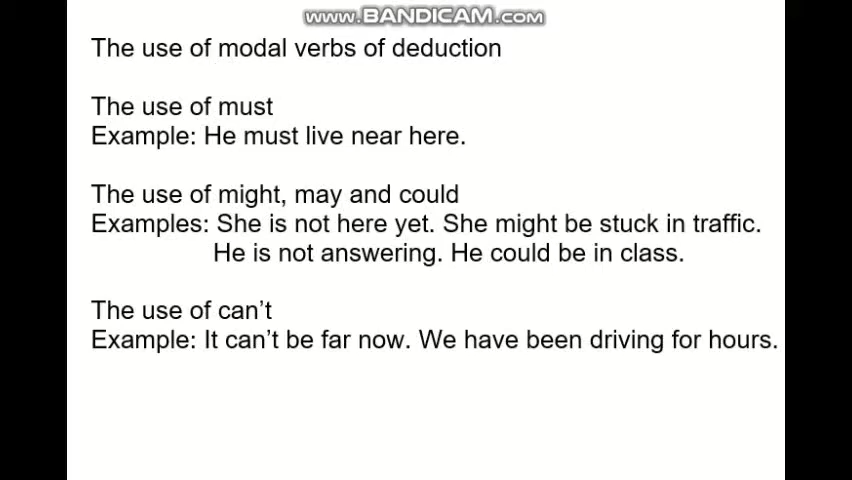 www.BANDICAM.com
The use of modal verbs of deduction
The use of must
Example: He must live near here.
The use of might, may and could
Examples: She is not here yet. She might be stuck in traffic.
He is not answering. He could be in class.
The use of can’t
Example: It can’t be far now. We have been driving for hours.